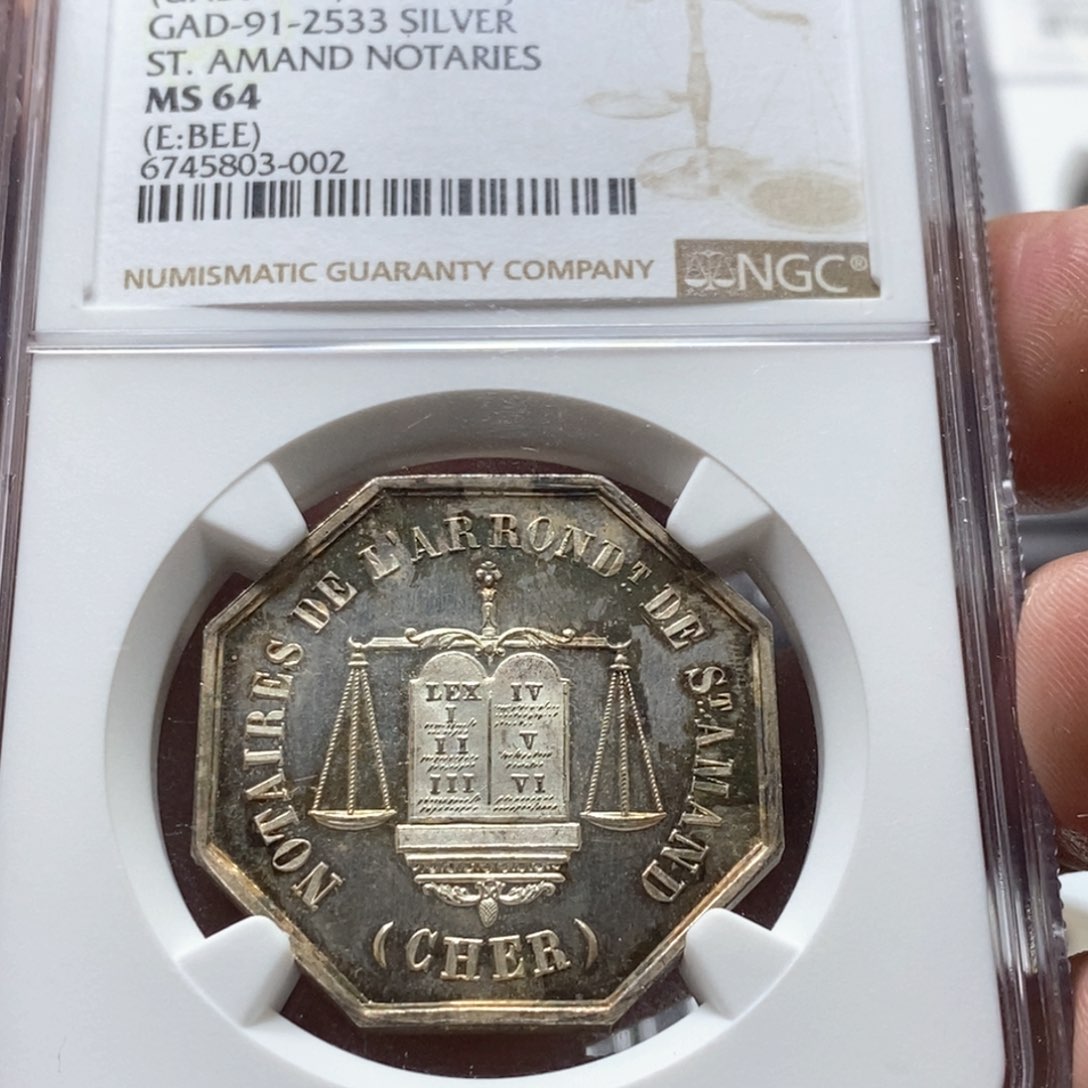 GAD-91-2533 SILVER
ST. AMAND NOTARIES
MS 64
(E:BEE)
6745803-002
NUMISMATIC GUARANTY COMPANY
NGC®
NOTAIRES DE L'ARRONDT DE ST AMAND
LEX IV
I
II V
III VI
(CHER)